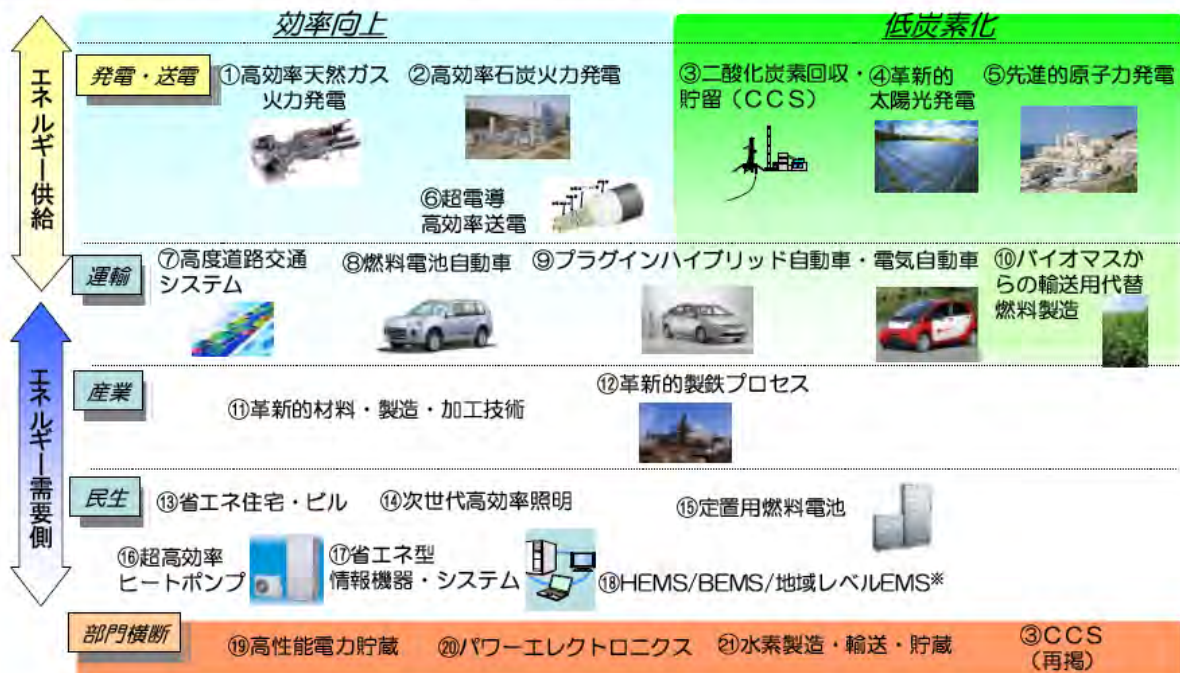 効率向上
低炭素化
エネルギー供給
発電・送電
①高効率天然ガス
火力発電
②高効率石炭火力発電
③二酸化炭素回収・
貯留（CCS）
④革新的
太陽光発電
⑤先進的原子力発電
⑥超電導
高効率送電
運輸
⑦高度道路交通
システム
⑧燃料電池自動車
⑨プラグインハイブリッド自動車・電気自動車
⑩バイオマスか
らの輸送用代替
燃料製造
エネルギー需要側
産業
⑪革新的材料・製造・加工技術
⑫革新的製鉄プロセス
民生
⑬省エネ住宅・ビル
⑭次世代高効率照明
⑮定置用燃料電池
⑯超高効率
ヒートポンプ
⑰省エネ型
情報機器・システム
⑱HEMS/BEMS/地域レベルEMS※
部門横断
⑲高性能電力貯蔵
⑳パワーエレクトロニクス
㉑水素製造・輸送・貯蔵
③CCS
（再掲）